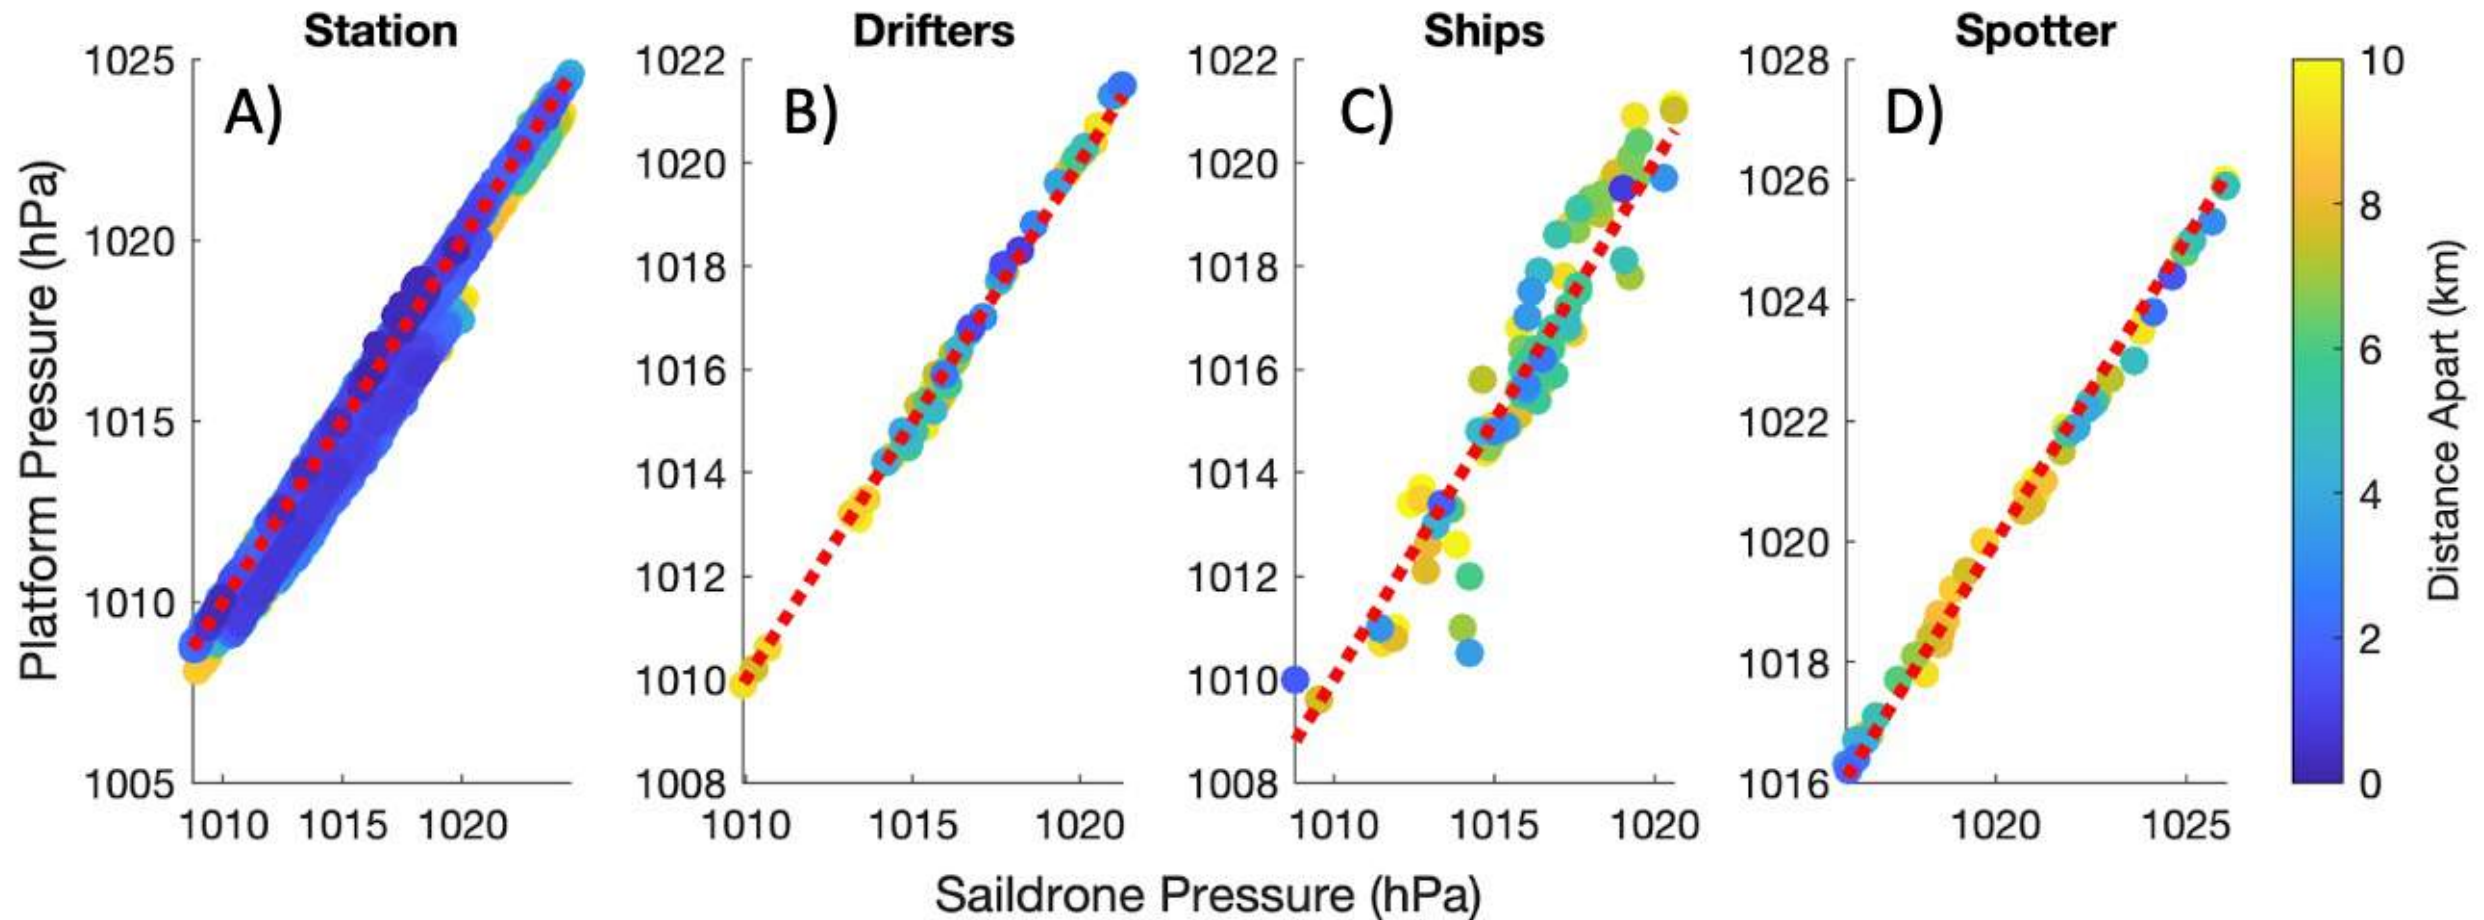 Station
Drifters
Ships
Spotter
A)
B)
C)
D)
Platform Pressure (hPa)
1025
1020
1015
1010
1005
1010 1015 1020
1022
1020
1018
1016
1014
1012
1010
1008
1010 1015 1020
1022
1020
1018
1016
1014
1012
1010
1008
1010 1015 1020
1028
1026
1024
1022
1020
1018
1016
1020 1025
10
8
6
4
2
0
Distance Apart (km)
Saildrone Pressure (hPa)